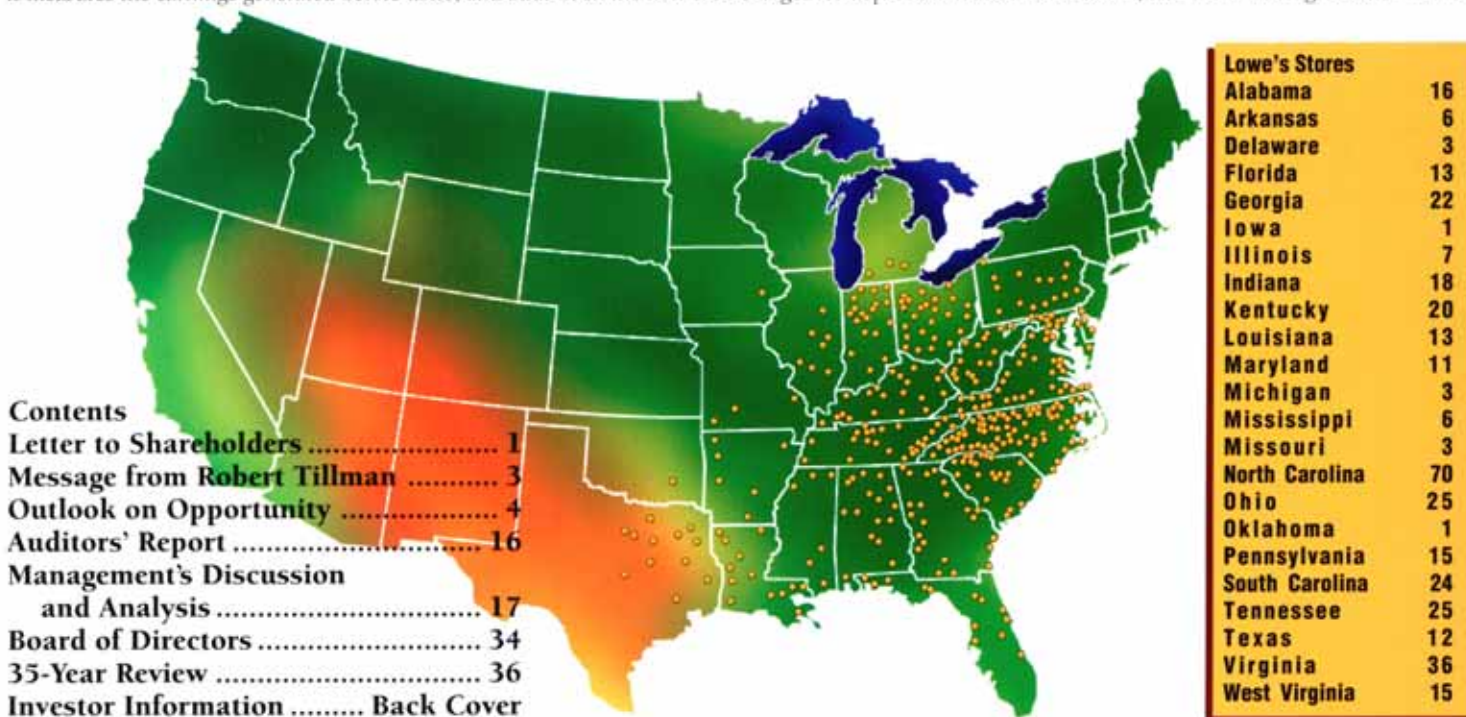 Contents
Letter to Shareholders ........................ 1
Message from Robert Tillman ........... 3
Outlook on Opportunity ................... 4
Auditors' Report ............................... 16
Management's Discussion
and Analysis ................................. 17
Board of Directors ............................ 34
35-Year Review ................................. 36
Investor Information ......... Back Cover
Lowe's Stores
Alabama 16
Arkansas 6
Delaware 3
Florida 13
Georgia 22
Iowa 1
Illinois 7
Indiana 18
Kentucky 20
Louisiana 13
Maryland 11
Michigan 3
Mississippi 6
Missouri 3
North Carolina 70
Ohio 25
Oklahoma 1
Pennsylvania 15
South Carolina 24
Tennessee 25
Texas 12
Virginia 36
West Virginia 15